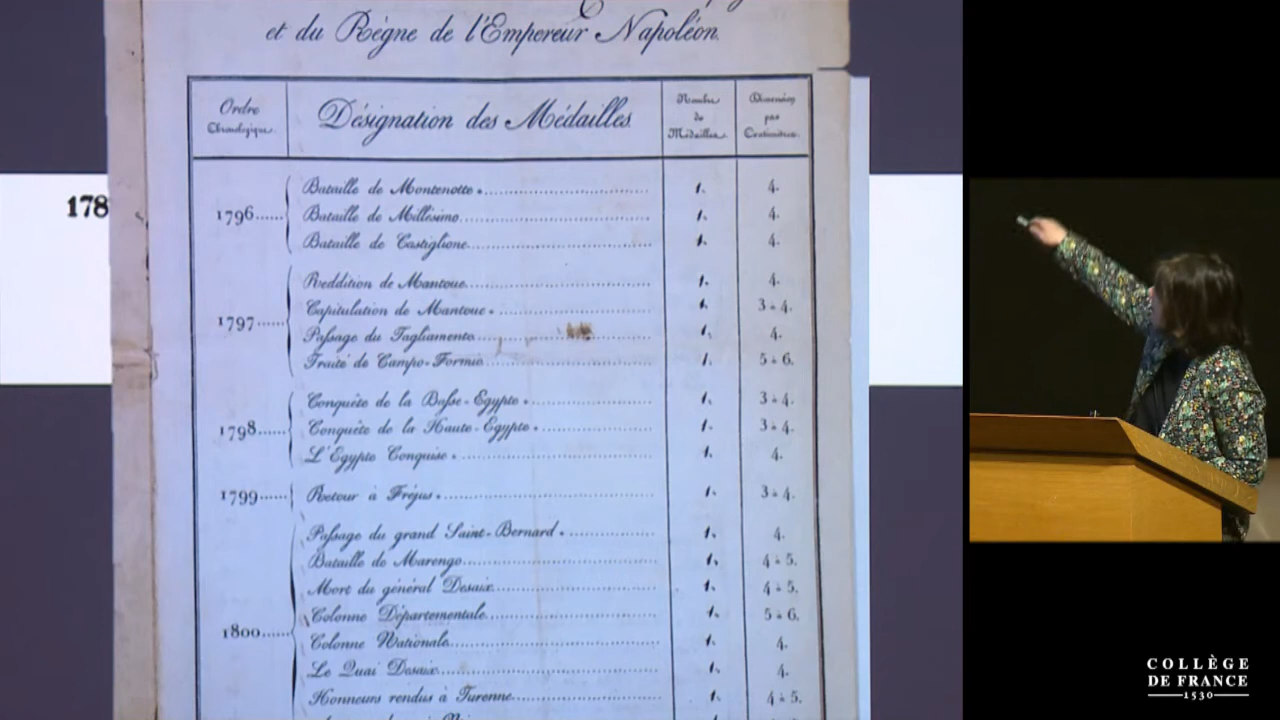 et du Règne de l'Empereur Napoléon.
Ordre
Chronologique.
Désignation des Médailles.
Nombre
de
Médailles.
Dimension
par
Centimètres.
1796
Bataille de Montenotte 1. 4.
Bataille de Millésimo 1. 4.
Bataille de Castiglione 1. 4.
1797
Reddition de Mantoue 1. 4.
Capitulation de Mantoue 1. 3 à 4.
Passage du Tagliamento 1. 4.
Traité de Campo-Formio 1. 5 à 6.
1798
Conquète de la Basse-Egypte 1. 3 à 4.
Conquète de la Haute-Egypte 1. 3 à 4.
L'Egypte Conquise 1. 4.
1799
Retour à Fréjus 1. 3 à 4.
1800
Passage du grand Saint-Bernard 1. 4.
Bataille de Marengo 1. 4 à 5.
Mort du général Desaix 1. 4 à 5.
Colonne Départementale 1. 5 à 6.
Colonne Nationale 1. 4.
Le Quai Desaix 1. 4.
Honneurs rendus à Turenne 1. 4 à 5.
178
COLLÈGE
DE FRANCE
1530